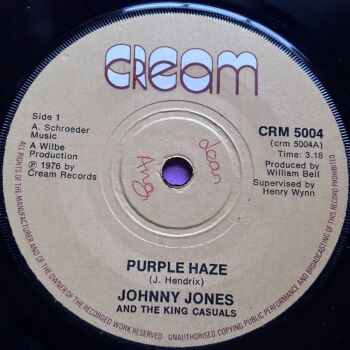 CREAM
Side 1
A. Schroeder
Music
A Wilbe
Production
℗ 1976 by
Cream Records
CRM 5004
(crm 5004A)
Time: 3.18
Produced by
William Bell
Supervised by
Henry Wynn
Jean
King
PURPLE HAZE
(J. Hendrix)
JOHNNY JONES
AND THE KING CASUALS
ALL RIGHTS OF THE MANUFACTURER AND OF THE OWNER OF THE RECORDED WORK RESERVED UNAUTHORISED COPYING PUBLIC PERFORMANCE AND BROADCASTING OF THIS RECORD PROHIBITED